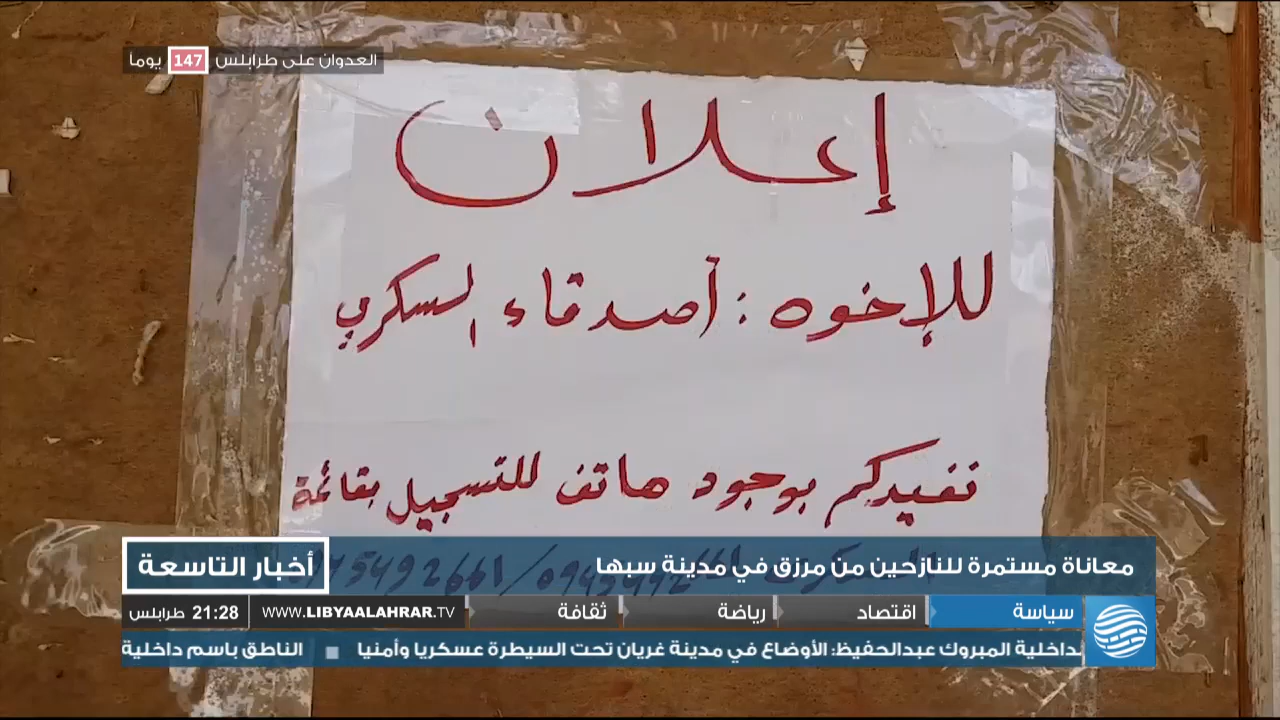 العدوان على طرابلس 147 يوماً
إعلان
للإخوه : أصدقاء السكري
نفيدكم بوجود هاتف للتسجيل بقائمة
معاناة مستمرة للنازحين من مرزق في مدينة سبها
أخبار التاسعة
سياسة
اقتصاد
رياضة
ثقافة
WWW.LIBYAALAHRAR.TV
21:28 طرابلس
لداخلية المبروك عبدالحفيظ: الأوضاع في مدينة غريان تحت السيطرة عسكريا وأمنيا
الناطق باسم داخلية